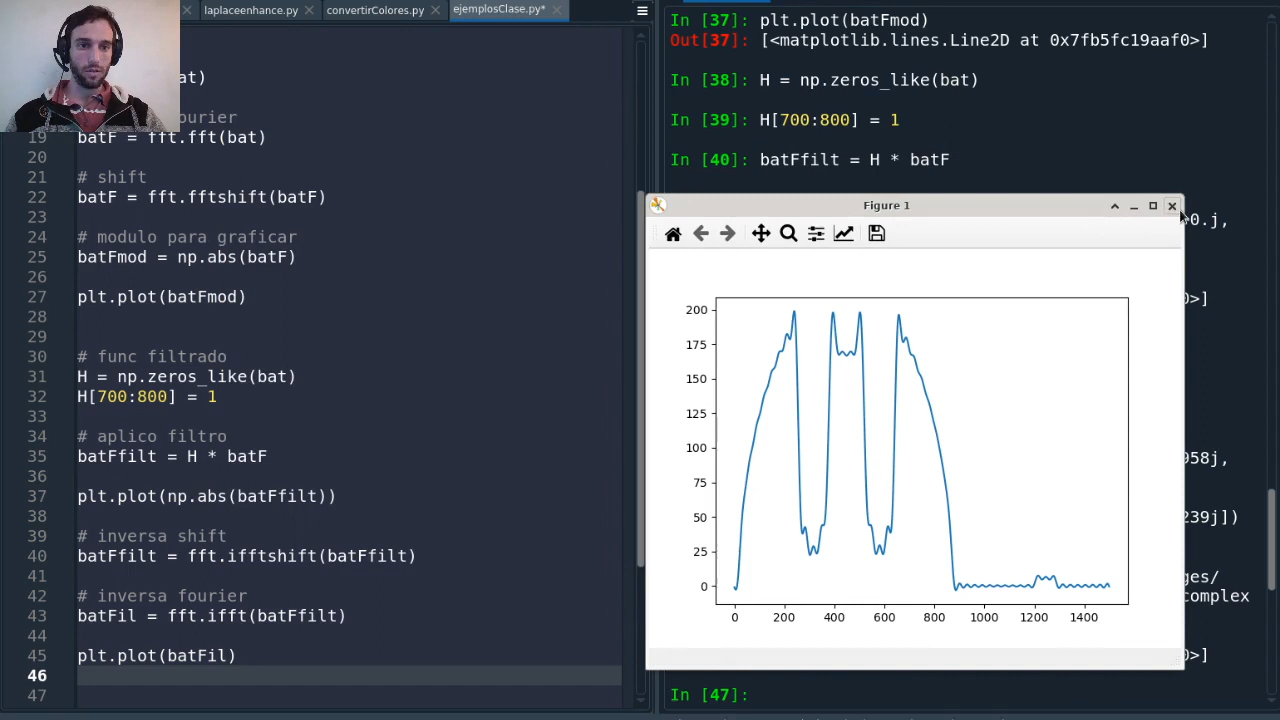 laplaceenhance.py
convertirColores.py
ejemplosClase.py*
at)
ourier
19 batF = fft.fft(bat)
20
21 # shift
22 batF = fft.fftshift(batF)
23
24 # modulo para graficar
25 batFmod = np.abs(batF)
26
27 plt.plot(batFmod)
28
29
30 # func filtrado
31 H = np.zeros_like(bat)
32 H[700:800] = 1
33
34 # aplico filtro
35 batFfilt = H * batF
36
37 plt.plot(np.abs(batFfilt))
38
39 # inversa shift
40 batFfilt = fft.ifftshift(batFfilt)
41
42 # inversa fourier
43 batFil = fft.ifft(batFfilt)
44
45 plt.plot(batFil)
46
47
In [37]: plt.plot(batFmod)
Out[37]: [<matplotlib.lines.Line2D at 0x7fb5fc19aaf0>]
In [38]: H = np.zeros_like(bat)
In [39]: H[700:800] = 1
In [40]: batFfilt = H * batF
Figure 1
200
175
150
125
100
75
50
25
0
0 200 400 600 800 1000 1200 1400
0.j,
0>]
958j,
239j])
ges/
complex
0>]
In [47]: